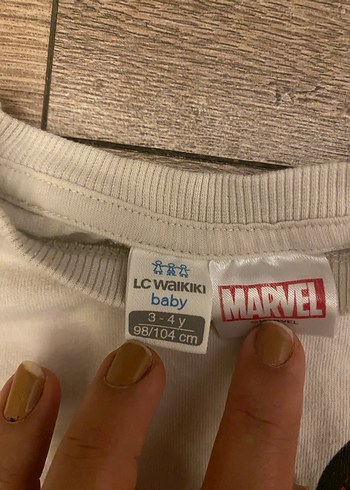 LC WAIKIKI
baby
3 - 4 y
98/104 cm
MARVEL